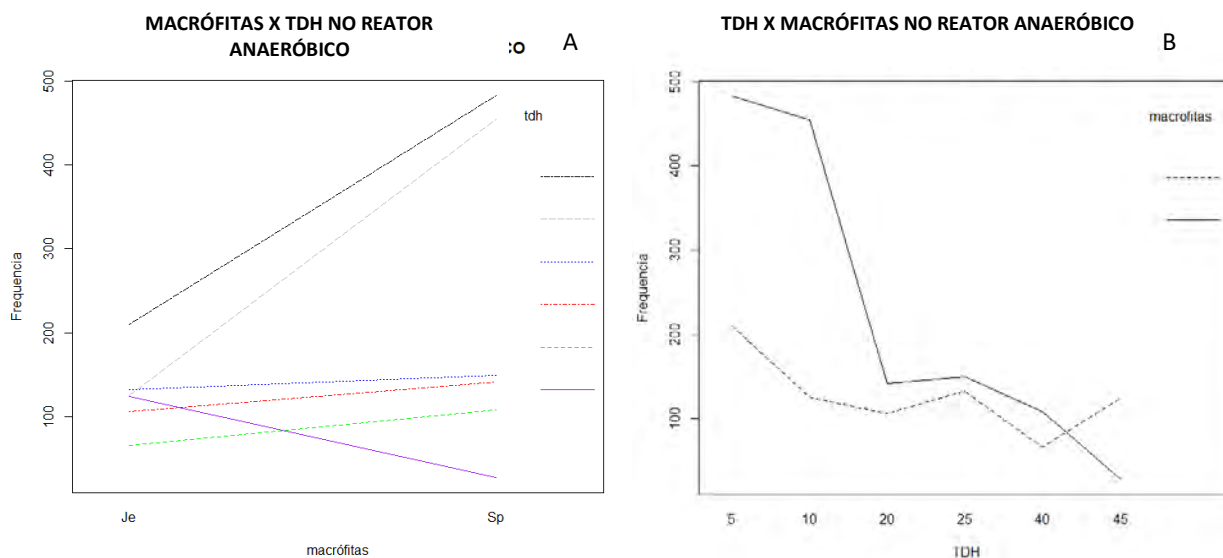 MACRÓFITAS X TDH NO REATOR
ANAERÓBICO
CO
A
500
400
300
200
100
Frequencia
tdh
Je
Sp
macrófitas
TDH X MACRÓFITAS NO REATOR ANAERÓBICO
B
500
400
300
200
100
Frequencia
macrofitas
5
10
20
25
40
45
TDH